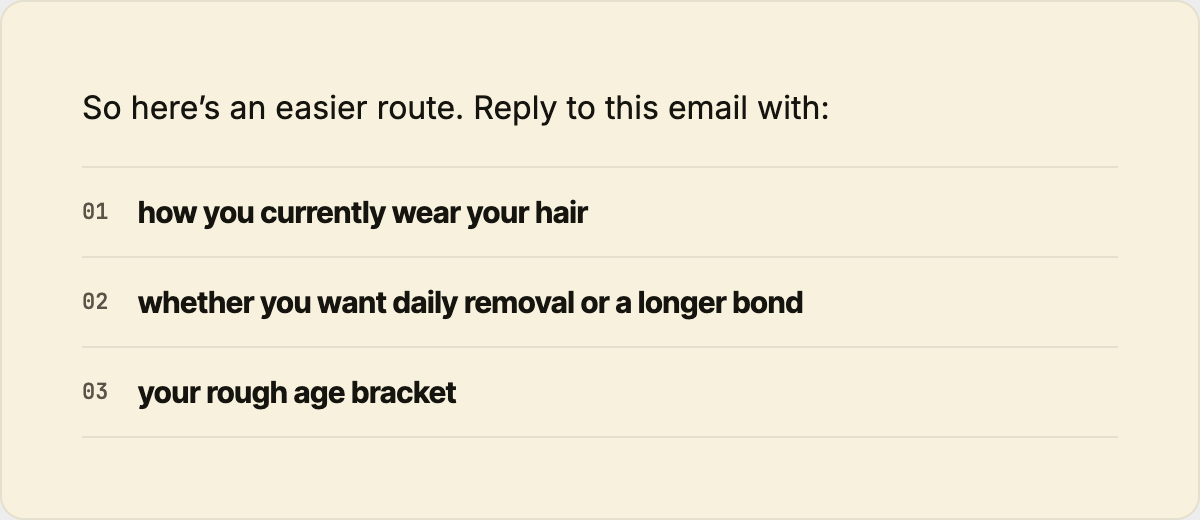 So here’s an easier route. Reply to this email with:
01 how you currently wear your hair
02 whether you want daily removal or a longer bond
03 your rough age bracket